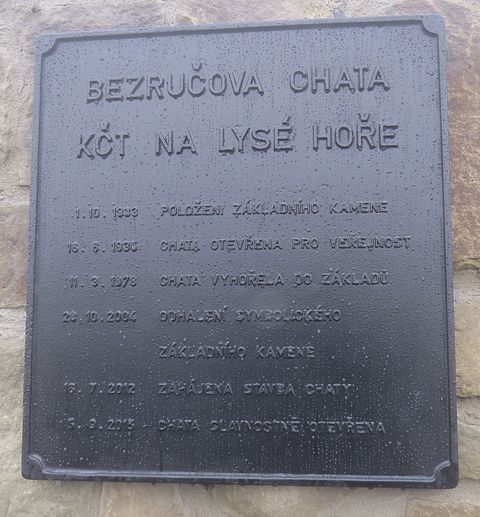 BEZRUČOVA CHATA
KČT NA LYSÉ HOŘE
1. 10. 1933 POLOŽENÍ ZÁKLADNÍHO KAMENE
16. 6. 1935 CHATA OTEVŘENA PRO VEŘEJNOST
11. 3. 1978 CHATA VYHOŘELA DO ZÁKLADŮ
28. 10. 2004 ODHALENÍ SYMBOLICKÉHO
ZÁKLADNÍHO KAMENE
16. 7. 2012 ZAHÁJENA STAVBA CHATY
5. 9. 2015 CHATA SLAVNOSTNĚ OTEVŘENA